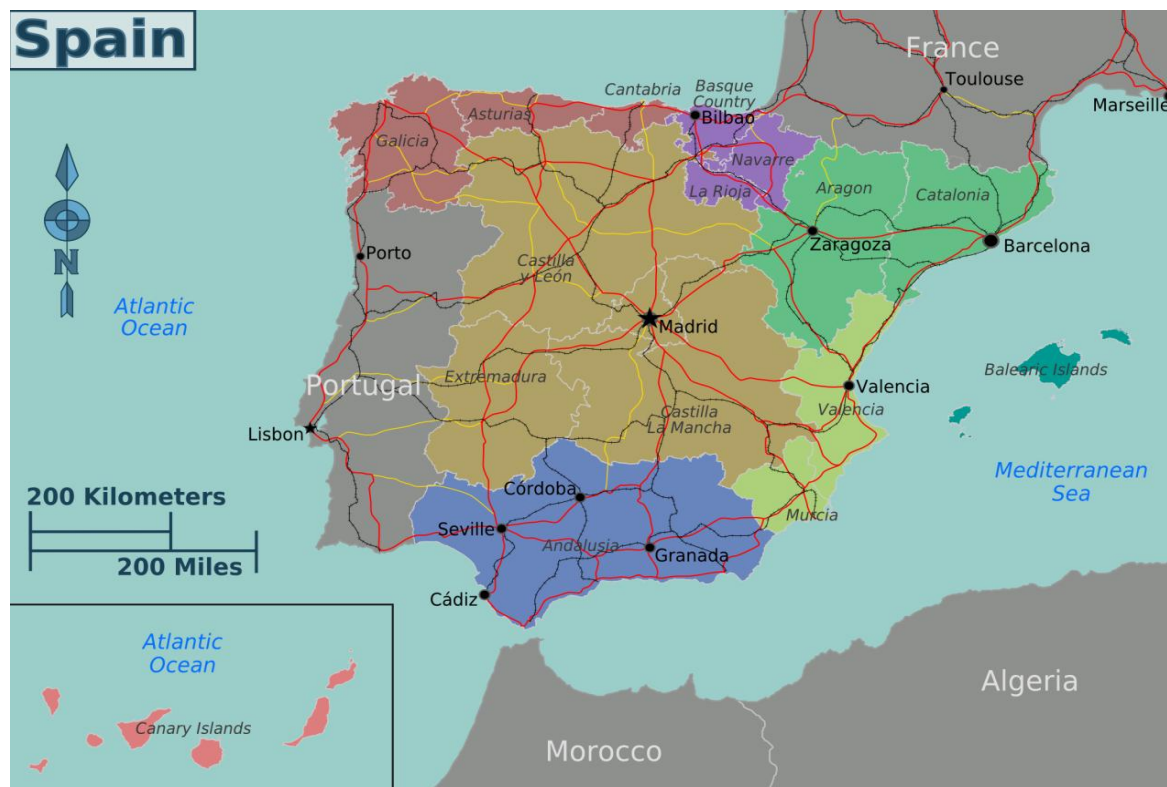 Spain
France
Toulouse
Marseille
Cantabria
Basque
Country
Bilbao
Asturias
Galicia
Navarre
La Rioja
Aragon
Catalonia
Zaragoza
Barcelona
N
Porto
Castilla
y León
Atlantic
Ocean
Madrid
Balearic Islands
Portugal
Extremadura
Valencia
Valencia
Castilla
La Mancha
Lisbon
Mediterranean
Sea
200 Kilometers
200 Miles
Córdoba
Seville
Murcia
Andalusia
Granada
Cádiz
Atlantic
Ocean
Canary Islands
Algeria
Morocco